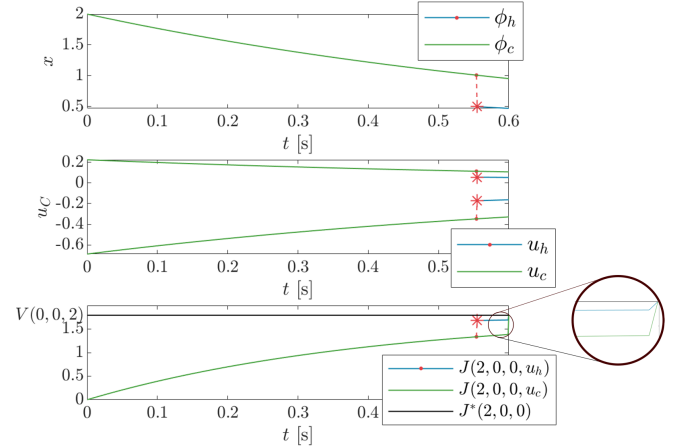 2
1.5
1
0.5
x
0 0.1 0.2 0.3 0.4 0.5 0.6
t [s]
ϕ_h
ϕ_c
0.2
0
-0.2
-0.4
-0.6
u_C
0 0.1 0.2 0.3 0.4 0.5
t [s]
u_h
u_c
V(0, 0, 2)
1.5
1
0.5
0
0 0.1 0.2 0.3 0.4
t [s]
J(2, 0, 0, u_h)
J(2, 0, 0, u_c)
J*(2, 0, 0)